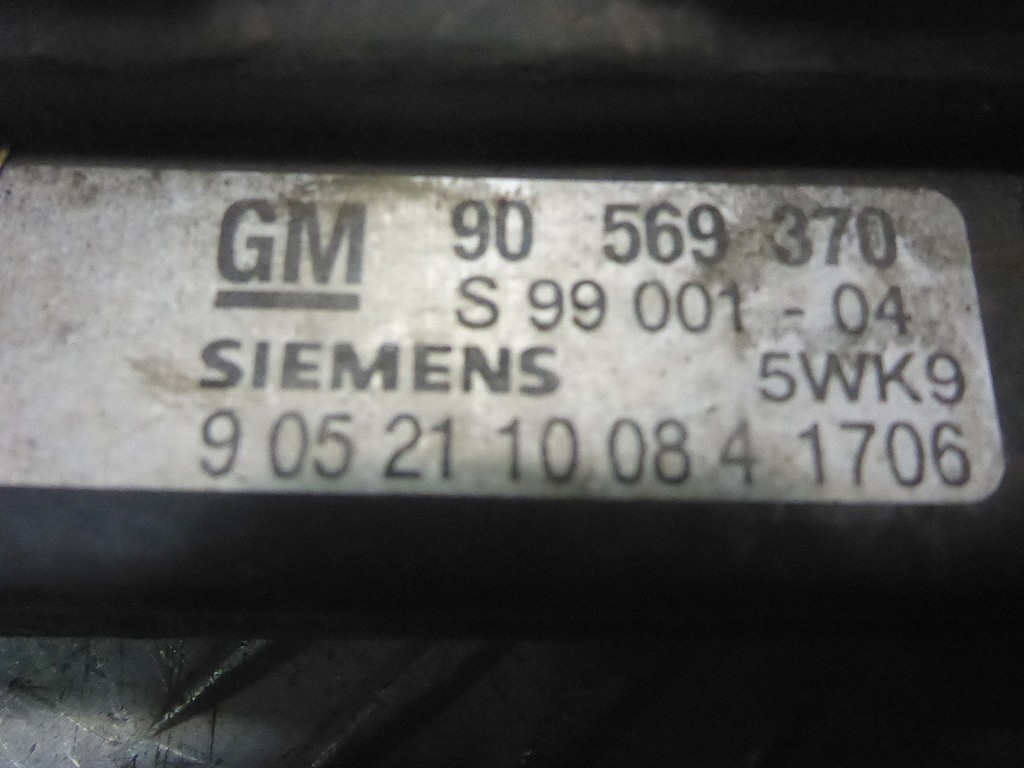 GM 90 569 370
S 99 001 - 04
SIEMENS 5WK9
9 05 21 10 08 4 1706